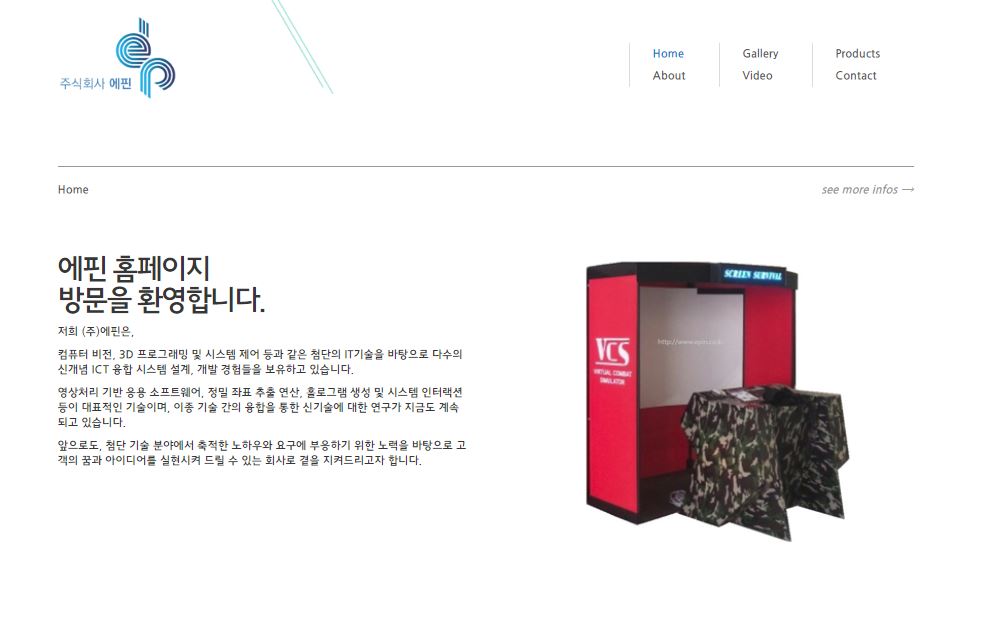 주식회사 에핀
Home
Gallery
Products
About
Video
Contact
Home
see more infos →
에핀 홈페이지
방문을 환영합니다.
저희 (주)에핀은,
컴퓨터 비전, 3D 프로그래밍 및 시스템 제어 등과 같은 첨단의 IT기술을 바탕으로 다수의
신개념 ICT 융합 시스템 설계, 개발 경험들을 보유하고 있습니다.
영상처리 기반 응용 소프트웨어, 정밀 좌표 추출 연산, 홀로그램 생성 및 시스템 인터랙션
등이 대표적인 기술이며, 이종 기술 간의 융합을 통한 신기술에 대한 연구가 지금도 계속
되고 있습니다.
앞으로도, 첨단 기술 분야에서 축적한 노하우와 요구에 부응하기 위한 노력을 바탕으로 고
객의 꿈과 아이디어를 실현시켜 드릴 수 있는 회사로 곁을 지켜드리고자 합니다.
SCREEN SURVIVAL
VCS
VIRTUAL COMBAT
SIMULATOR